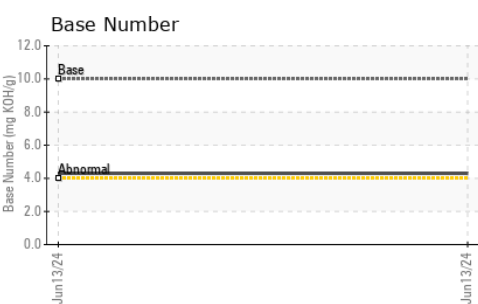 Base Number
12.0
10.0
8.0
6.0
4.0
2.0
0.0
Base Number (mg KOH/g)
Base
Abnormal
Jun13/24
Jun13/24